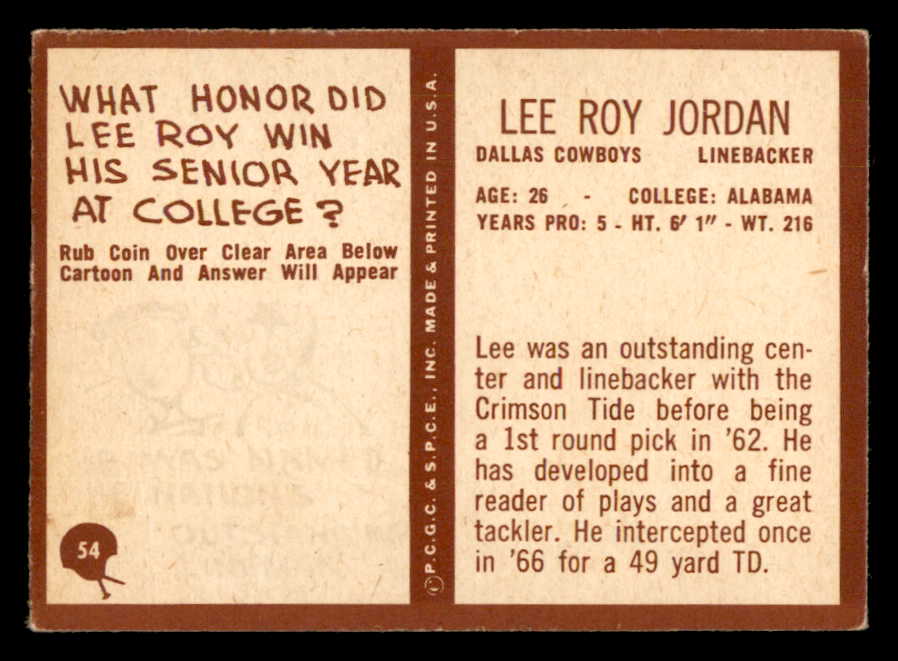 WHAT HONOR DID
LEE ROY WIN
HIS SENIOR YEAR
AT COLLEGE?
Rub Coin Over Clear Area Below
Cartoon And Answer Will Appear
54
© P.C.G.C. & S.P.C.E., INC. MADE & PRINTED IN U.S.A.
LEE ROY JORDAN
DALLAS COWBOYS LINEBACKER
AGE: 26 - COLLEGE: ALABAMA
YEARS PRO: 5 - HT. 6' 1" - WT. 216
Lee was an outstanding cen-
ter and linebacker with the
Crimson Tide before being
a 1st round pick in '62. He
has developed into a fine
reader of plays and a great
tackler. He intercepted once
in '66 for a 49 yard TD.